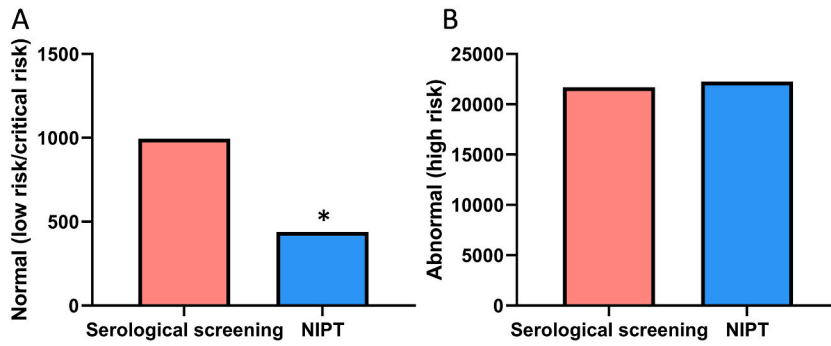 A
Normal (low risk/critical risk)
1500
1000
500
0
*
Serological screening
NIPT
B
Abnormal (high risk)
25000
20000
15000
10000
5000
0
Serological screening
NIPT